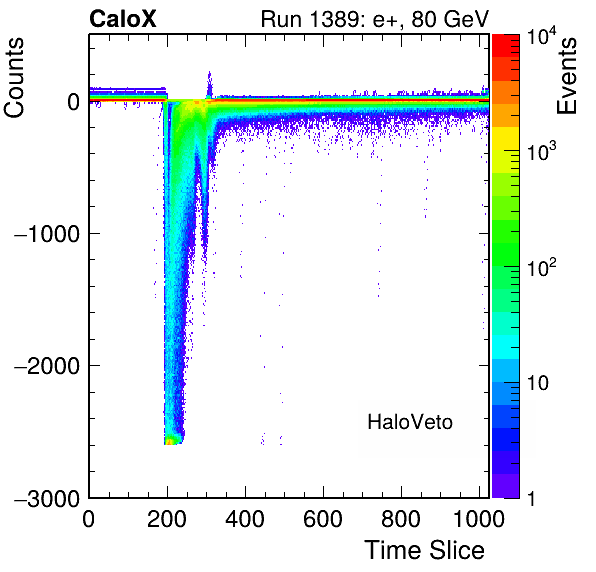 CaloX Run 1389: e+, 80 GeV
Counts
Events
0
−1000
−2000
−3000
0 200 400 600 800 1000
Time Slice
HaloVeto
10^4
10^3
10^2
10
1